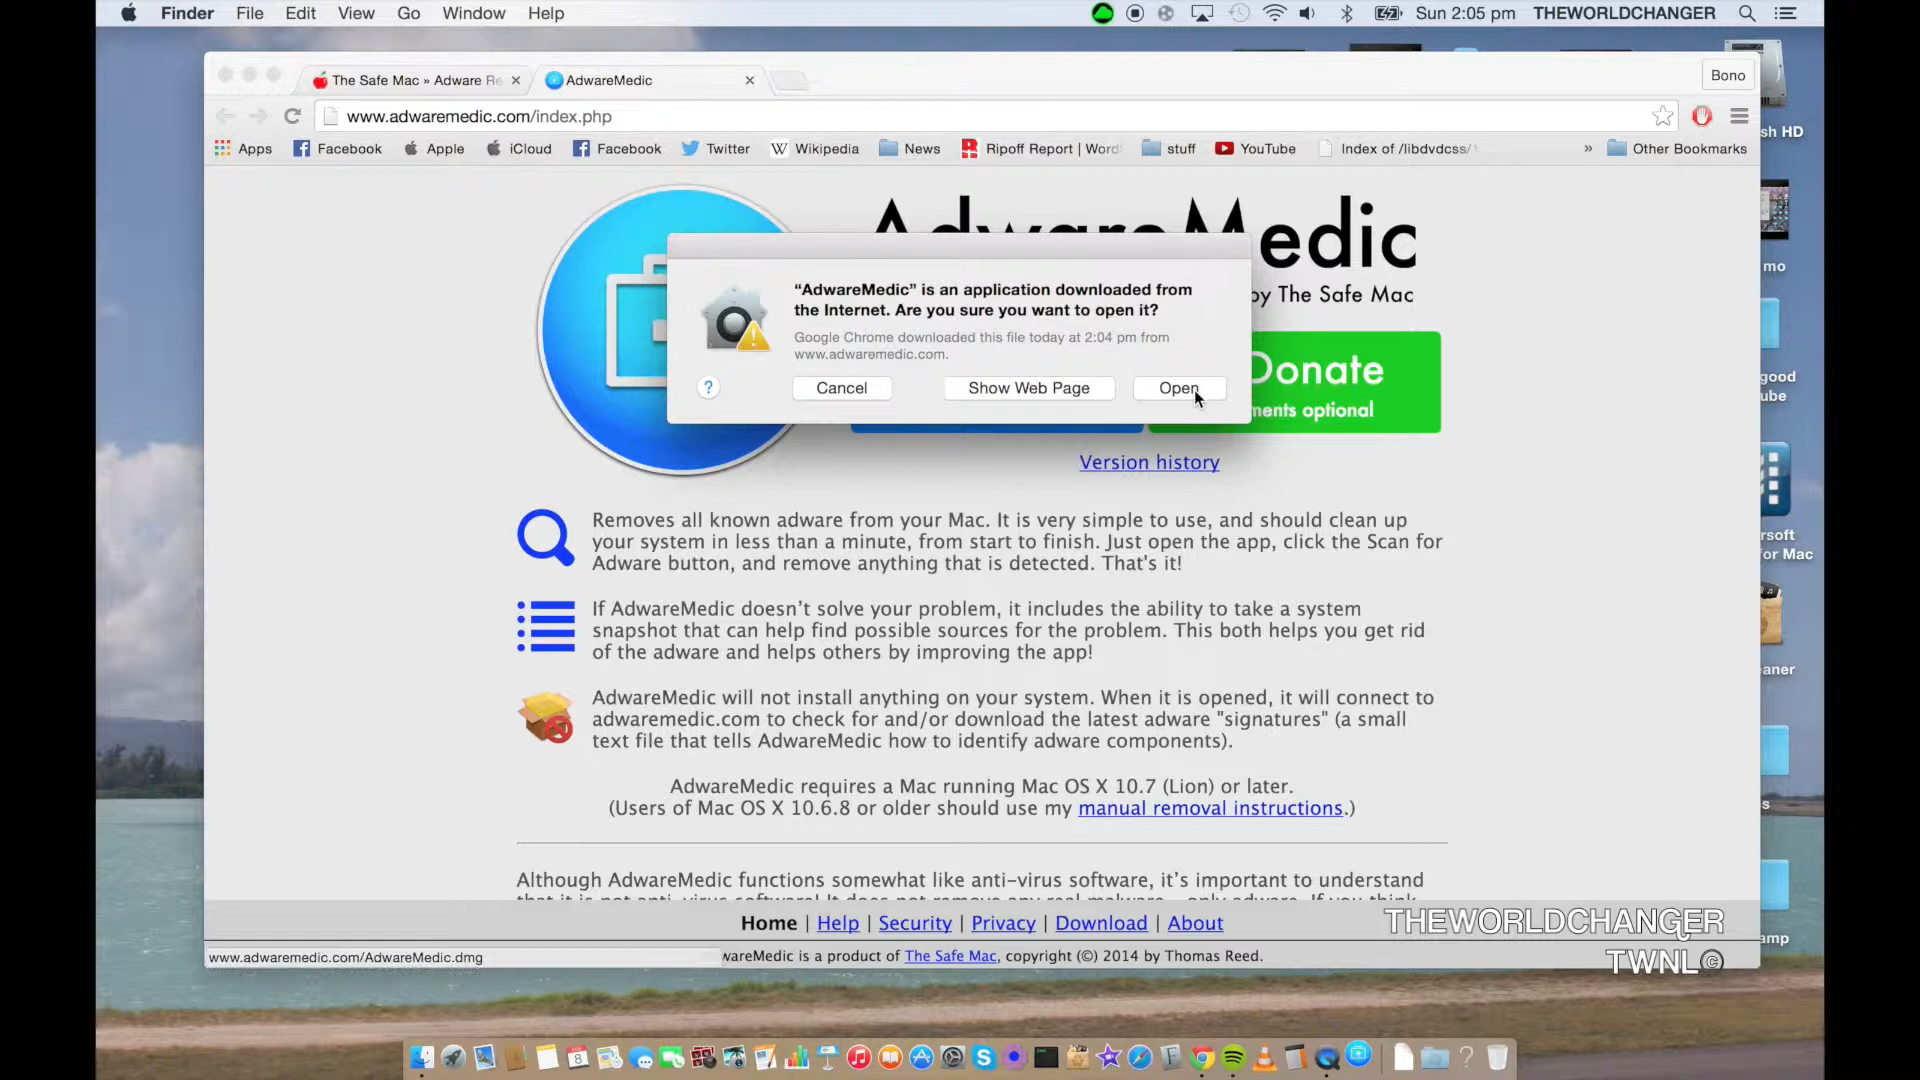 Finder File Edit View Go Window Help Sun 2:05 pm THEWORLDCHANGER
The Safe Mac » Adware Re AdwareMedic Bono
www.adwaremedic.com/index.php
Apps Facebook Apple iCloud Facebook Twitter Wikipedia News Ripoff Report | Word stuff YouTube Index of /libdvdcss/ » Other Bookmarks
sh HD
AdwareMedic
by The Safe Mac
“AdwareMedic” is an application downloaded from
the Internet. Are you sure you want to open it?
Google Chrome downloaded this file today at 2:04 pm from
www.adwaremedic.com.
? Cancel Show Web Page Open
Donate
ments optional
mo
good
ube
Version history
Removes all known adware from your Mac. It is very simple to use, and should clean up
your system in less than a minute, from start to finish. Just open the app, click the Scan for
Adware button, and remove anything that is detected. That's it!
rsoft
for Mac
If AdwareMedic doesn’t solve your problem, it includes the ability to take a system
snapshot that can help find possible sources for the problem. This both helps you get rid
of the adware and helps others by improving the app!
aner
AdwareMedic will not install anything on your system. When it is opened, it will connect to
adwaremedic.com to check for and/or download the latest adware "signatures" (a small
text file that tells AdwareMedic how to identify adware components).
AdwareMedic requires a Mac running Mac OS X 10.7 (Lion) or later.
(Users of Mac OS X 10.6.8 or older should use my manual removal instructions.)
s
Although AdwareMedic functions somewhat like anti-virus software, it’s important to understand
Home | Help | Security | Privacy | Download | About
THEWORLDCHANGER
amp
www.adwaremedic.com/AdwareMedic.dmg
wareMedic is a product of The Safe Mac, copyright (©) 2014 by Thomas Reed.
TWNL©
8